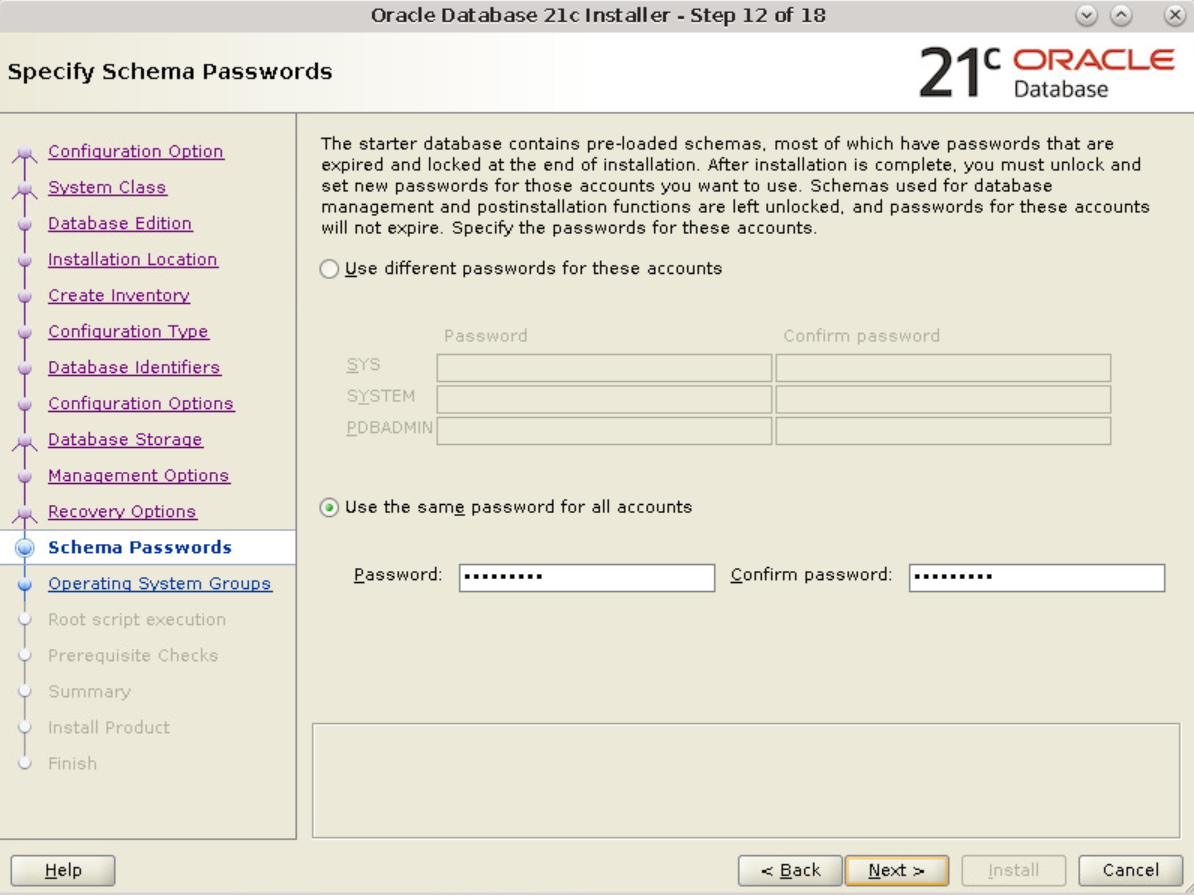 Oracle Database 21c Installer - Step 12 of 18
Specify Schema Passwords
21c ORACLE
Database
Configuration Option
System Class
Database Edition
Installation Location
Create Inventory
Configuration Type
Database Identifiers
Configuration Options
Database Storage
Management Options
Recovery Options
Schema Passwords
Operating System Groups
Root script execution
Prerequisite Checks
Summary
Install Product
Finish
The starter database contains pre-loaded schemas, most of which have passwords that are
expired and locked at the end of installation. After installation is complete, you must unlock and
set new passwords for those accounts you want to use. Schemas used for database
management and postinstallation functions are left unlocked, and passwords for these accounts
will not expire. Specify the passwords for these accounts.
Use different passwords for these accounts
Password Confirm password
SYS
SYSTEM
PDBADMIN
Use the same password for all accounts
Password: ••••••••• Confirm password: •••••••••
Help < Back Next > Install Cancel